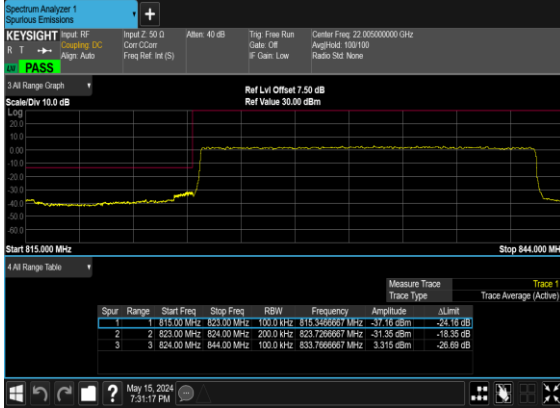 Spectrum Analyzer 1
Spurious Emissions
+
KEYSIGHT Input: RF
R T Coupling: DC
Align: Auto
Input Z: 50 Ω
Corr CCorr
Freq Ref: Int (S)
Atten: 40 dB
Trig: Free Run
Gate: Off
IF Gain: Low
Center Freq: 22.005000000 GHz
Avg|Hold: 100/100
Radio Std: None
PASS
3 All Range Graph
Ref Lvl Offset 7.50 dB
Scale/Div 10.0 dB Ref Value 30.00 dBm
Log
20.0
10.0
0.00
-10.0
-20.0
-30.0
-40.0
-50.0
-60.0
Start 815.000 MHz Stop 844.000 MH
4 All Range Table
Measure Trace Trace 1
Trace Type Trace Average (Active)
Spur Range Start Freq Stop Freq RBW Frequency Amplitude ΔLimit
1 1 815.00 MHz 823.00 MHz 100.0 kHz 815.3466667 MHz -37.16 dBm -24.16 dB
2 2 823.00 MHz 824.00 MHz 200.0 kHz 823.7266667 MHz -31.35 dBm -18.35 dB
3 3 824.00 MHz 844.00 MHz 100.0 kHz 833.7666667 MHz 3.315 dBm -26.69 dB
? May 15, 2024
7:31:17 PM